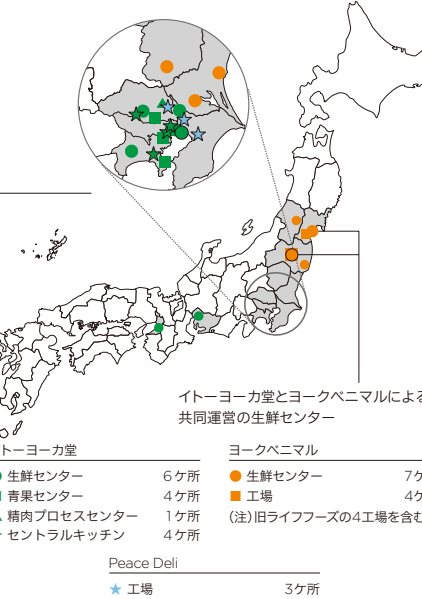 イトーヨーカ堂とヨークベニマルによる
共同運営の生鮮センター
トーヨーカ堂
生鮮センター 6ケ所
青果センター 4ケ所
精肉プロセスセンター 1ケ所
セントラルキッチン 4ケ所
ヨークベニマル
生鮮センター 7ケ
工場 4ケ
(注)旧ライフフーズの4工場を含む
Peace Deli
工場 3ケ所